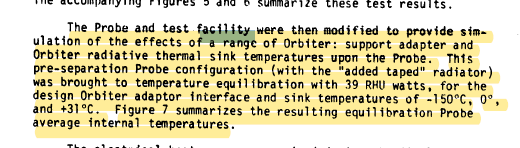 The accompanying Figures 5 and 6 summarize these test results.
The Probe and test facility were then modified to provide sim-
ulation of the effects of a range of Orbiter: support adapter and
Orbiter radiative thermal sink temperatures upon the Probe. This
pre-separation Probe configuration (with the "added taped" radiator)
was brought to temperature equilibration with 39 RHU watts, for the
design Orbiter adaptor interface and sink temperatures of -150°C, 0°,
and +31°C. Figure 7 summarizes the resulting equilibration Probe
average internal temperatures.